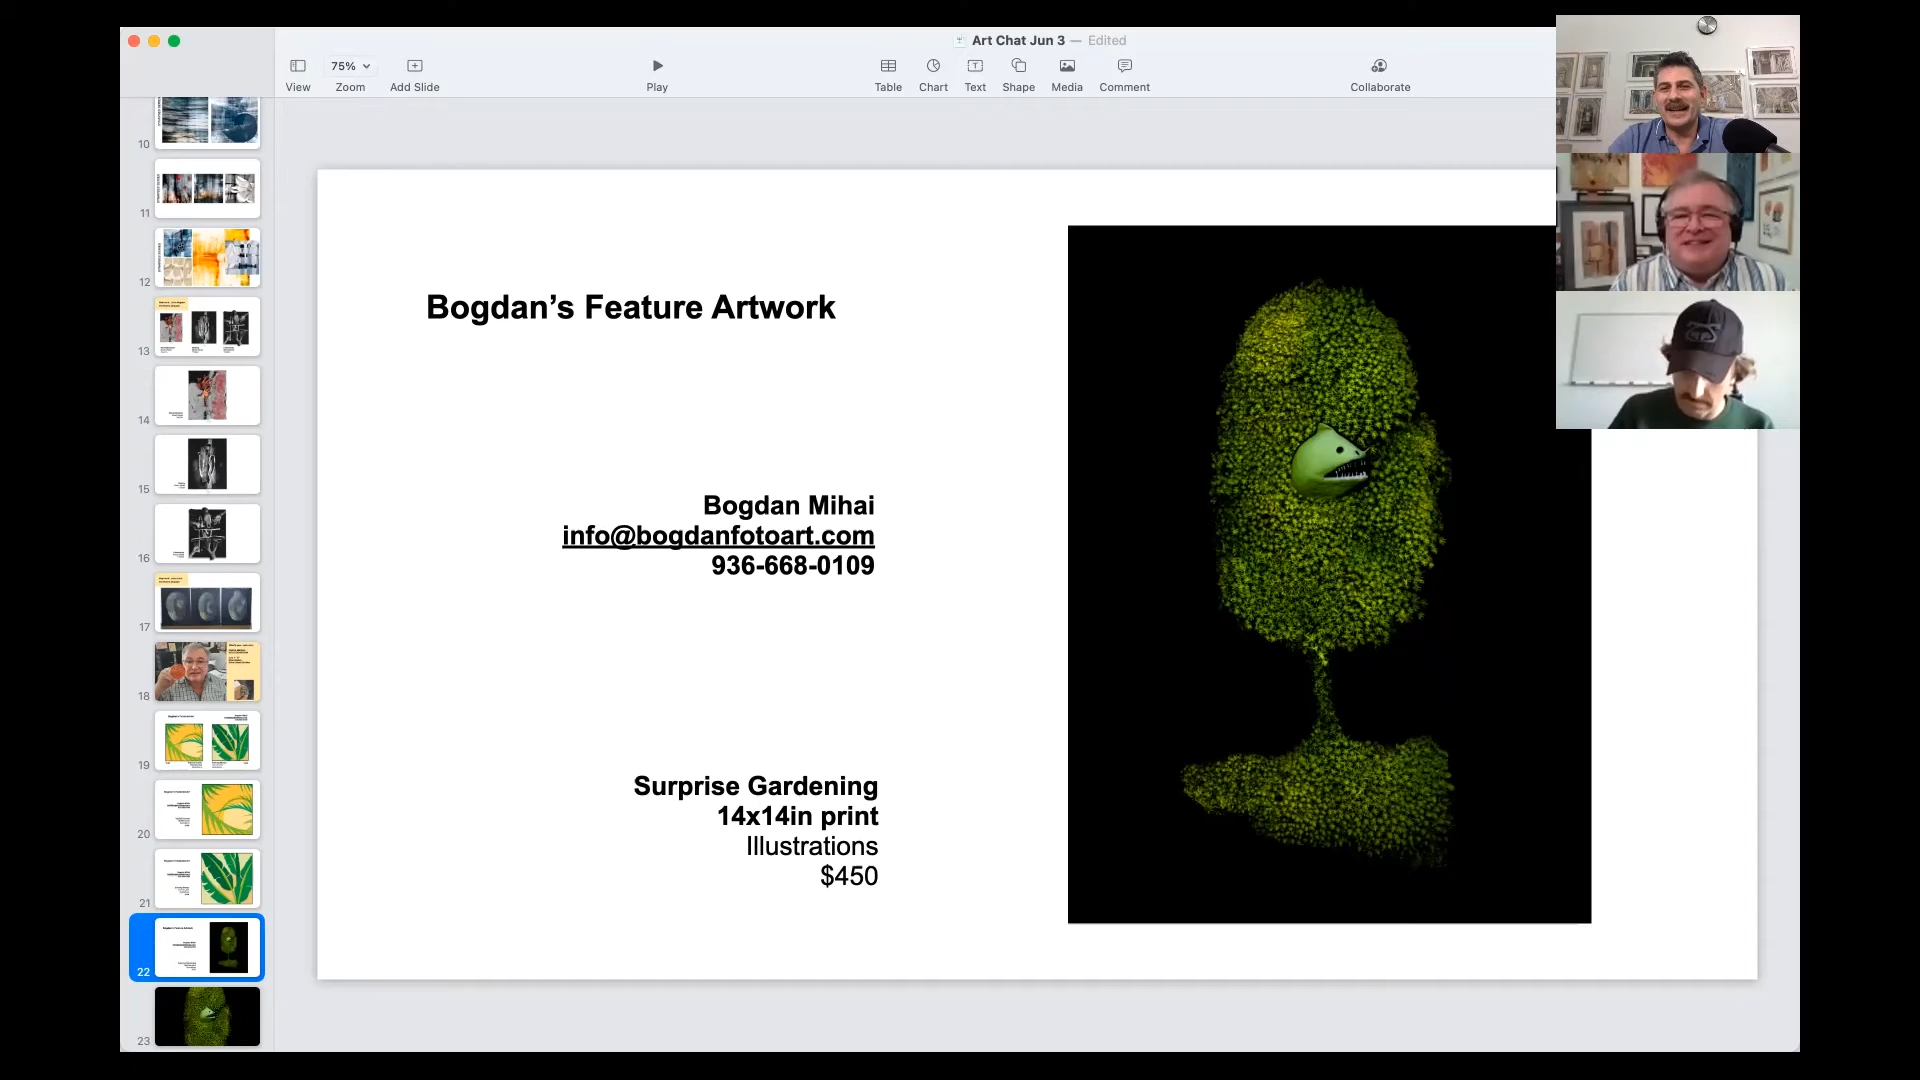 Art Chat Jun 3 — Edited
75%
View
Zoom
Add Slide
Play
Table
Chart
Text
Shape
Media
Comment
Collaborate
10
11
12
13
14
15
16
17
18
19
20
21
22
23
Bogdan’s Feature Artwork
Bogdan Mihai
info@bogdanfotoart.com
936-668-0109
Surprise Gardening
14x14in print
Illustrations
$450